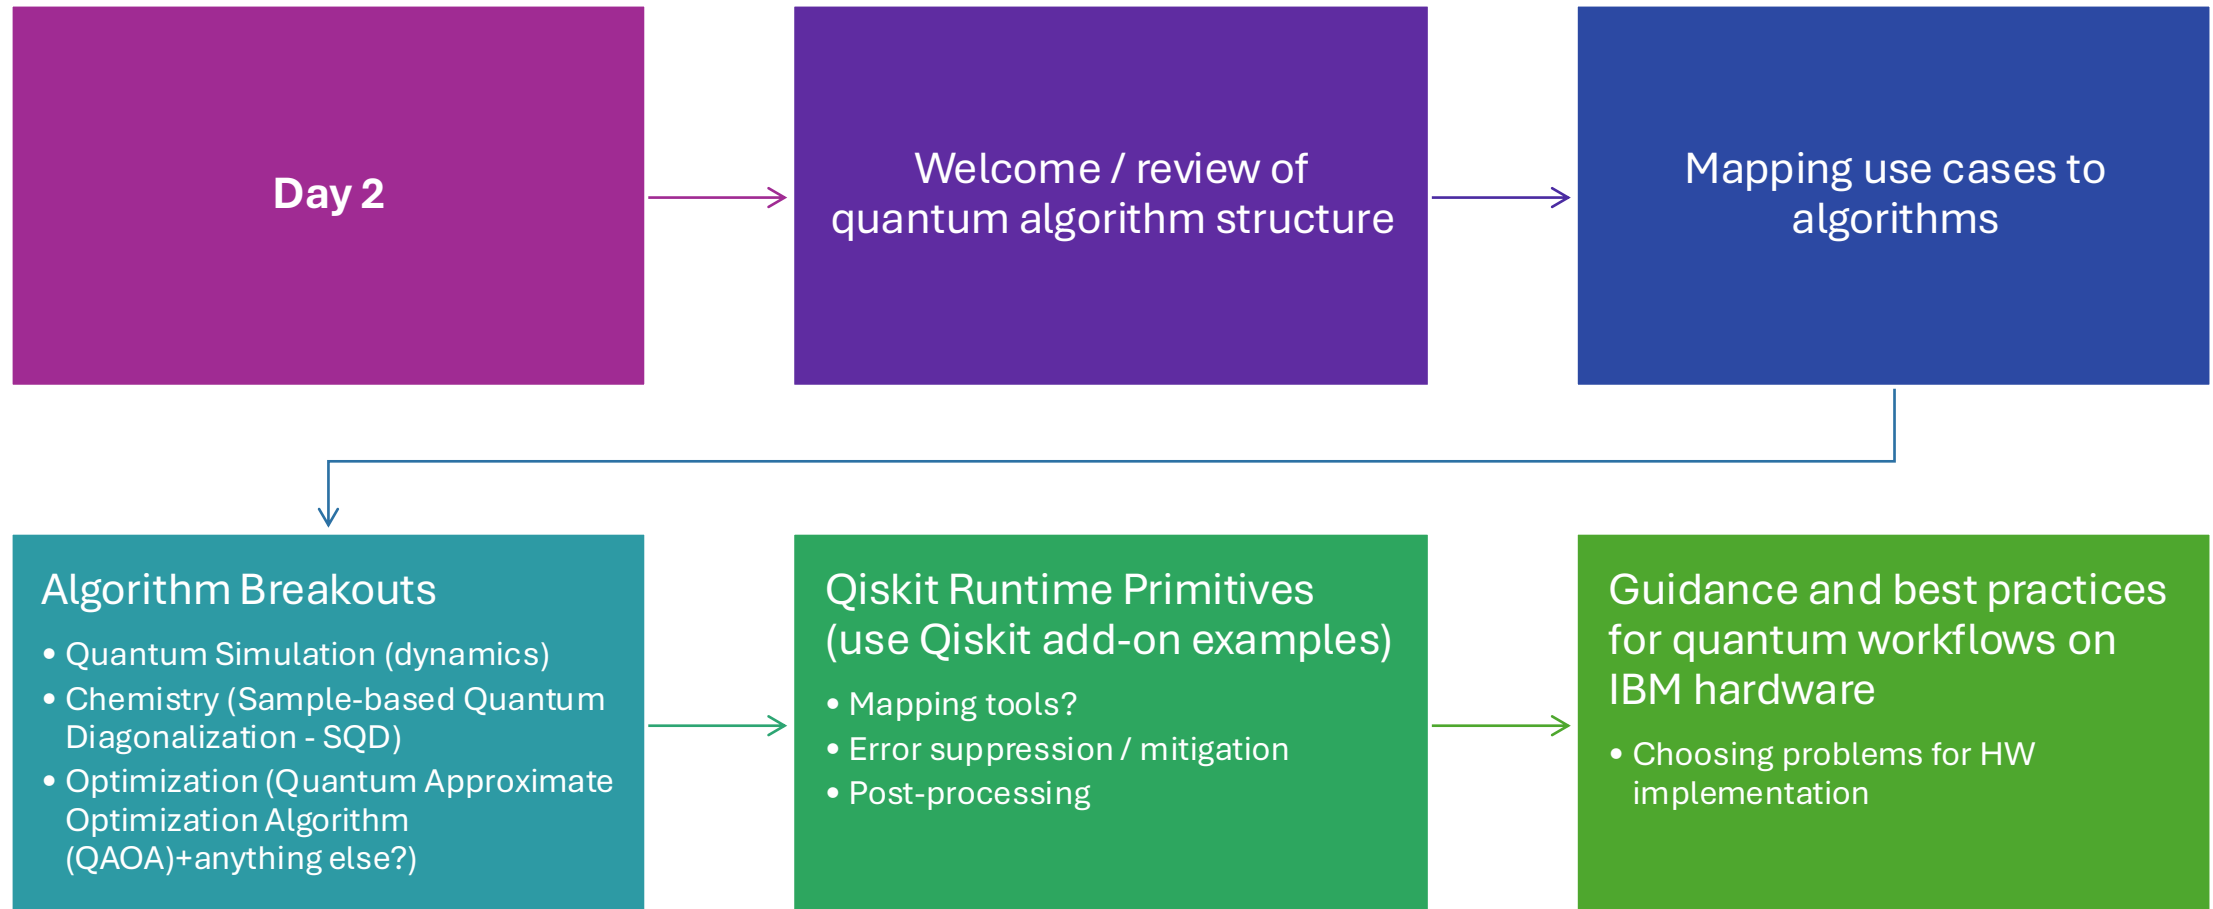 Day 2
Welcome / review of
quantum algorithm structure
Mapping use cases to
algorithms
Algorithm Breakouts
• Quantum Simulation (dynamics)
• Chemistry (Sample-based Quantum
Diagonalization - SQD)
• Optimization (Quantum Approximate
Optimization Algorithm
(QAOA)+anything else?)
Qiskit Runtime Primitives
(use Qiskit add-on examples)
• Mapping tools?
• Error suppression / mitigation
• Post-processing
Guidance and best practices
for quantum workflows on
IBM hardware
• Choosing problems for HW
implementation